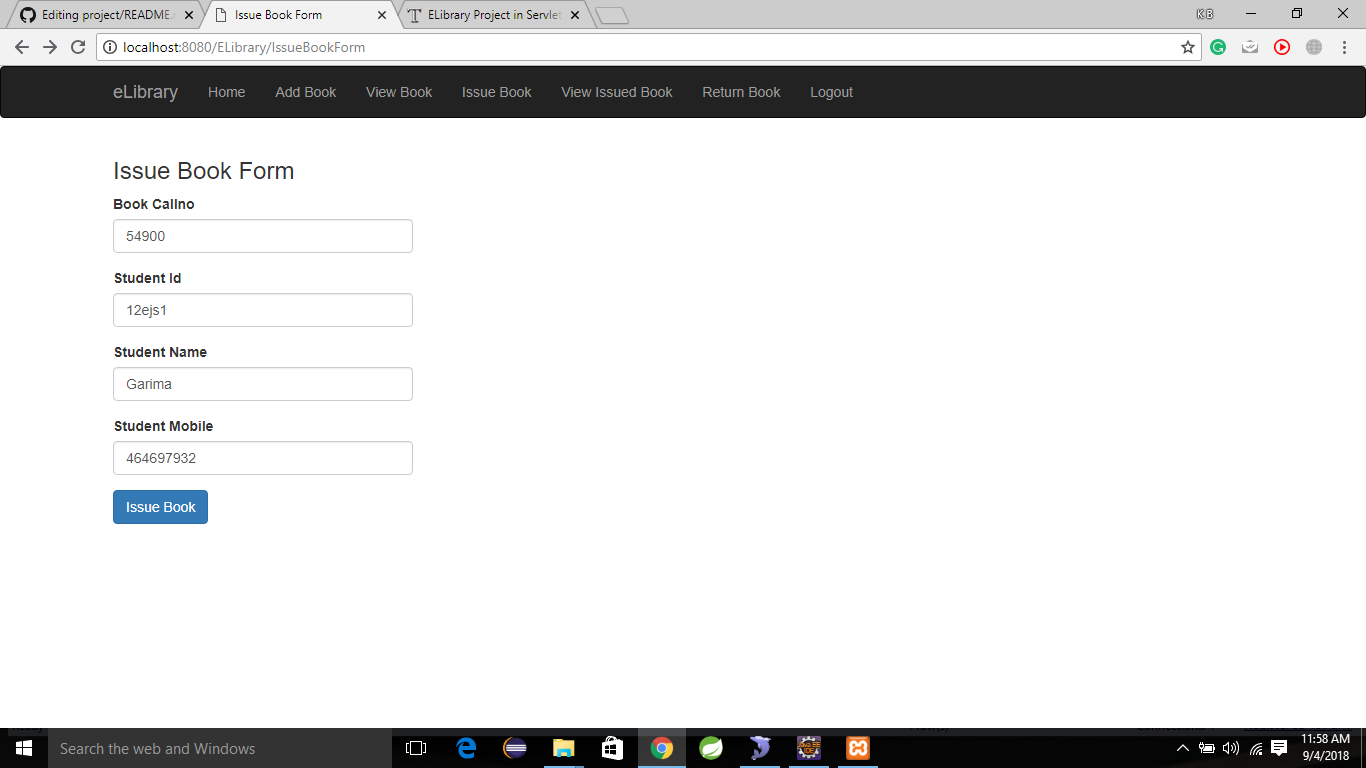 Editing project/README. Issue Book Form ELibrary Project in Servlet KB
localhost:8080/ELibrary/IssueBookForm
eLibrary Home Add Book View Book Issue Book View Issued Book Return Book Logout
Issue Book Form
Book Callno
54900
Student Id
12ejs1
Student Name
Garima
Student Mobile
464697932
Issue Book
Search the web and Windows
11:58 AM
9/4/2018